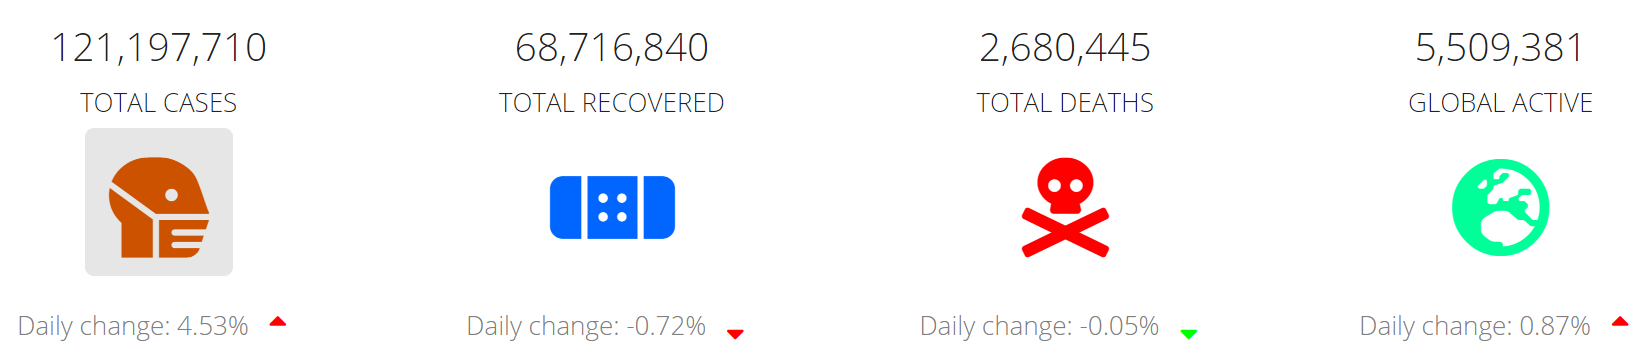 121,197,710 68,716,840 2,680,445 5,509,381
TOTAL CASES TOTAL RECOVERED TOTAL DEATHS GLOBAL ACTIVE
Daily change: 4.53% Daily change: -0.72% Daily change: -0.05% Daily change: 0.87%